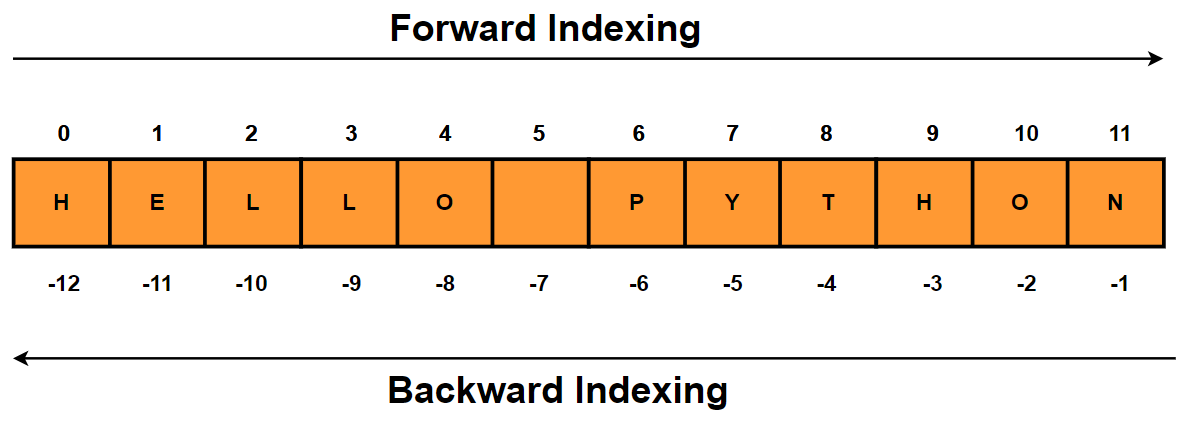 Forward Indexing
0 1 2 3 4 5 6 7 8 9 10 11
H E L L O P Y T H O N
-12 -11 -10 -9 -8 -7 -6 -5 -4 -3 -2 -1
Backward Indexing